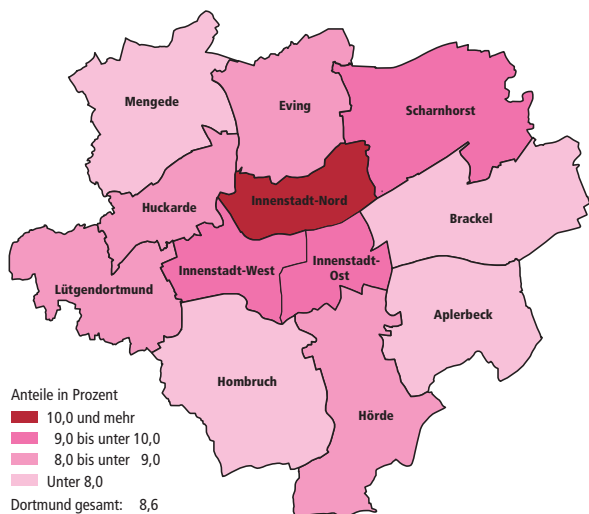 Mengede
Eving
Scharnhorst
Huckarde
Innenstadt-Nord
Brackel
Lütgendortmund
Innenstadt-West
Innenstadt-
Ost
Aplerbeck
Hombruch
Hörde
Anteile in Prozent
10,0 und mehr
9,0 bis unter 10,0
8,0 bis unter 9,0
Unter 8,0
Dortmund gesamt: 8,6